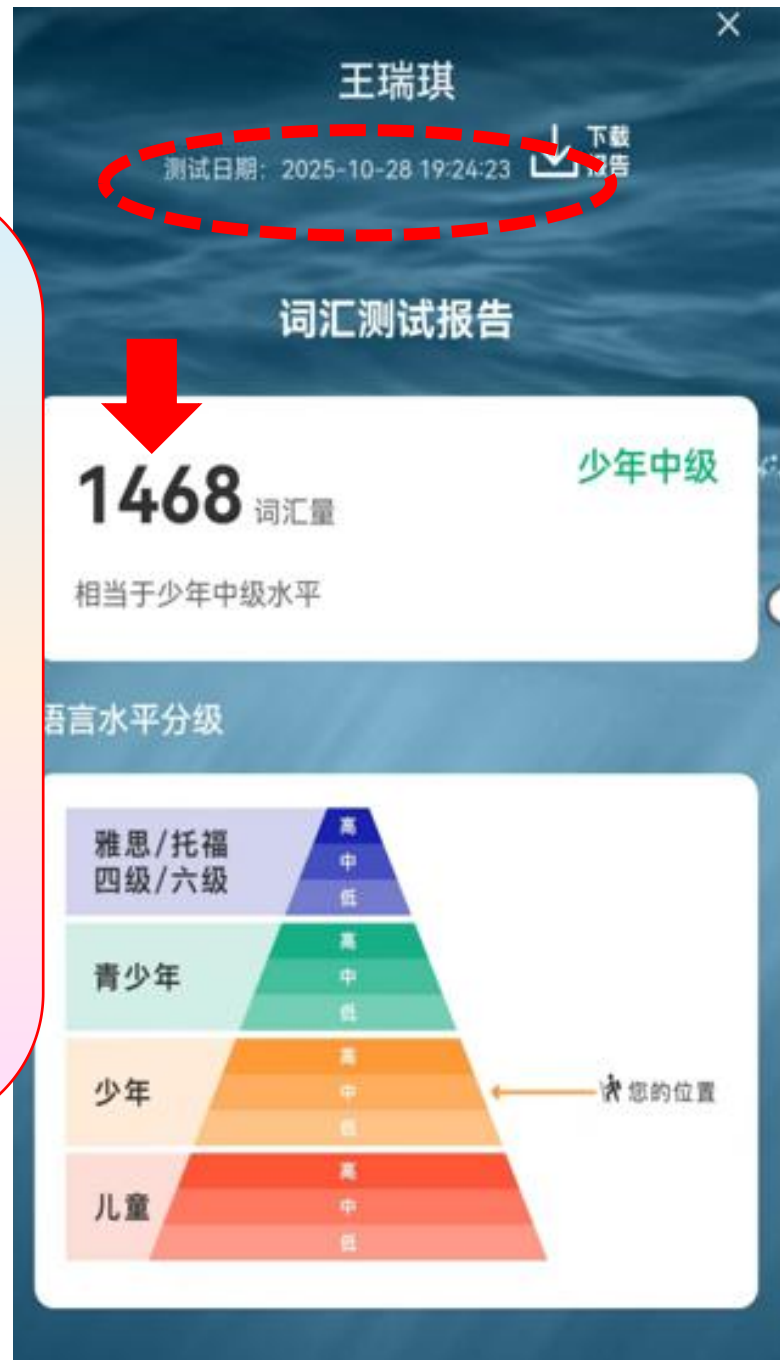 王瑞琪
测试日期: 2025-10-28 19:24:23
下载
报告
词汇测试报告
1468 词汇量
少年中级
相当于少年中级水平
语言水平分级
雅思/托福
四级/六级
高
中
低
青少年
高
中
低
少年
高
中
低
您的位置
儿童
高
中
低